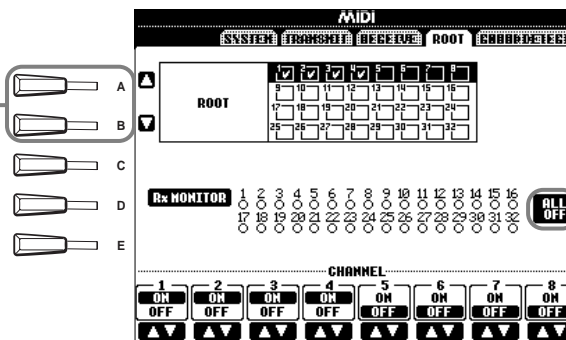 MIDI
SYSTEM TRANSMIT RECEIVE ROOT CHORD DETECT
A
B
C
D
E
ROOT
1 2 3 4 5 6 7 8
9 10 11 12 13 14 15 16
17 18 19 20 21 22 23 24
25 26 27 28 29 30 31 32
Rx MONITOR
1 2 3 4 5 6 7 8 9 10 11 12 13 14 15 16
17 18 19 20 21 22 23 24 25 26 27 28 29 30 31 32
ALL
OFF
CHANNEL
1 2 3 4 5 6 7 8
ON ON ON ON ON ON ON ON
OFF OFF OFF OFF OFF OFF OFF OFF